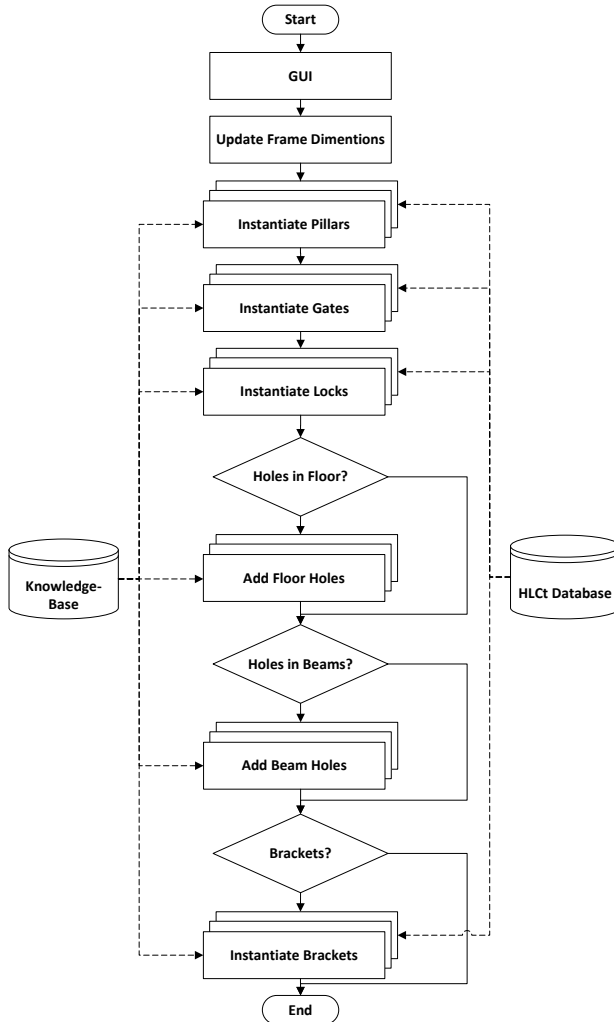 Start
GUI
Update Frame Dimentions
Instantiate Pillars
Instantiate Gates
Instantiate Locks
Holes in Floor?
Knowledge-
Base
Add Floor Holes
HLCt Database
Holes in Beams?
Add Beam Holes
Brackets?
Instantiate Brackets
End